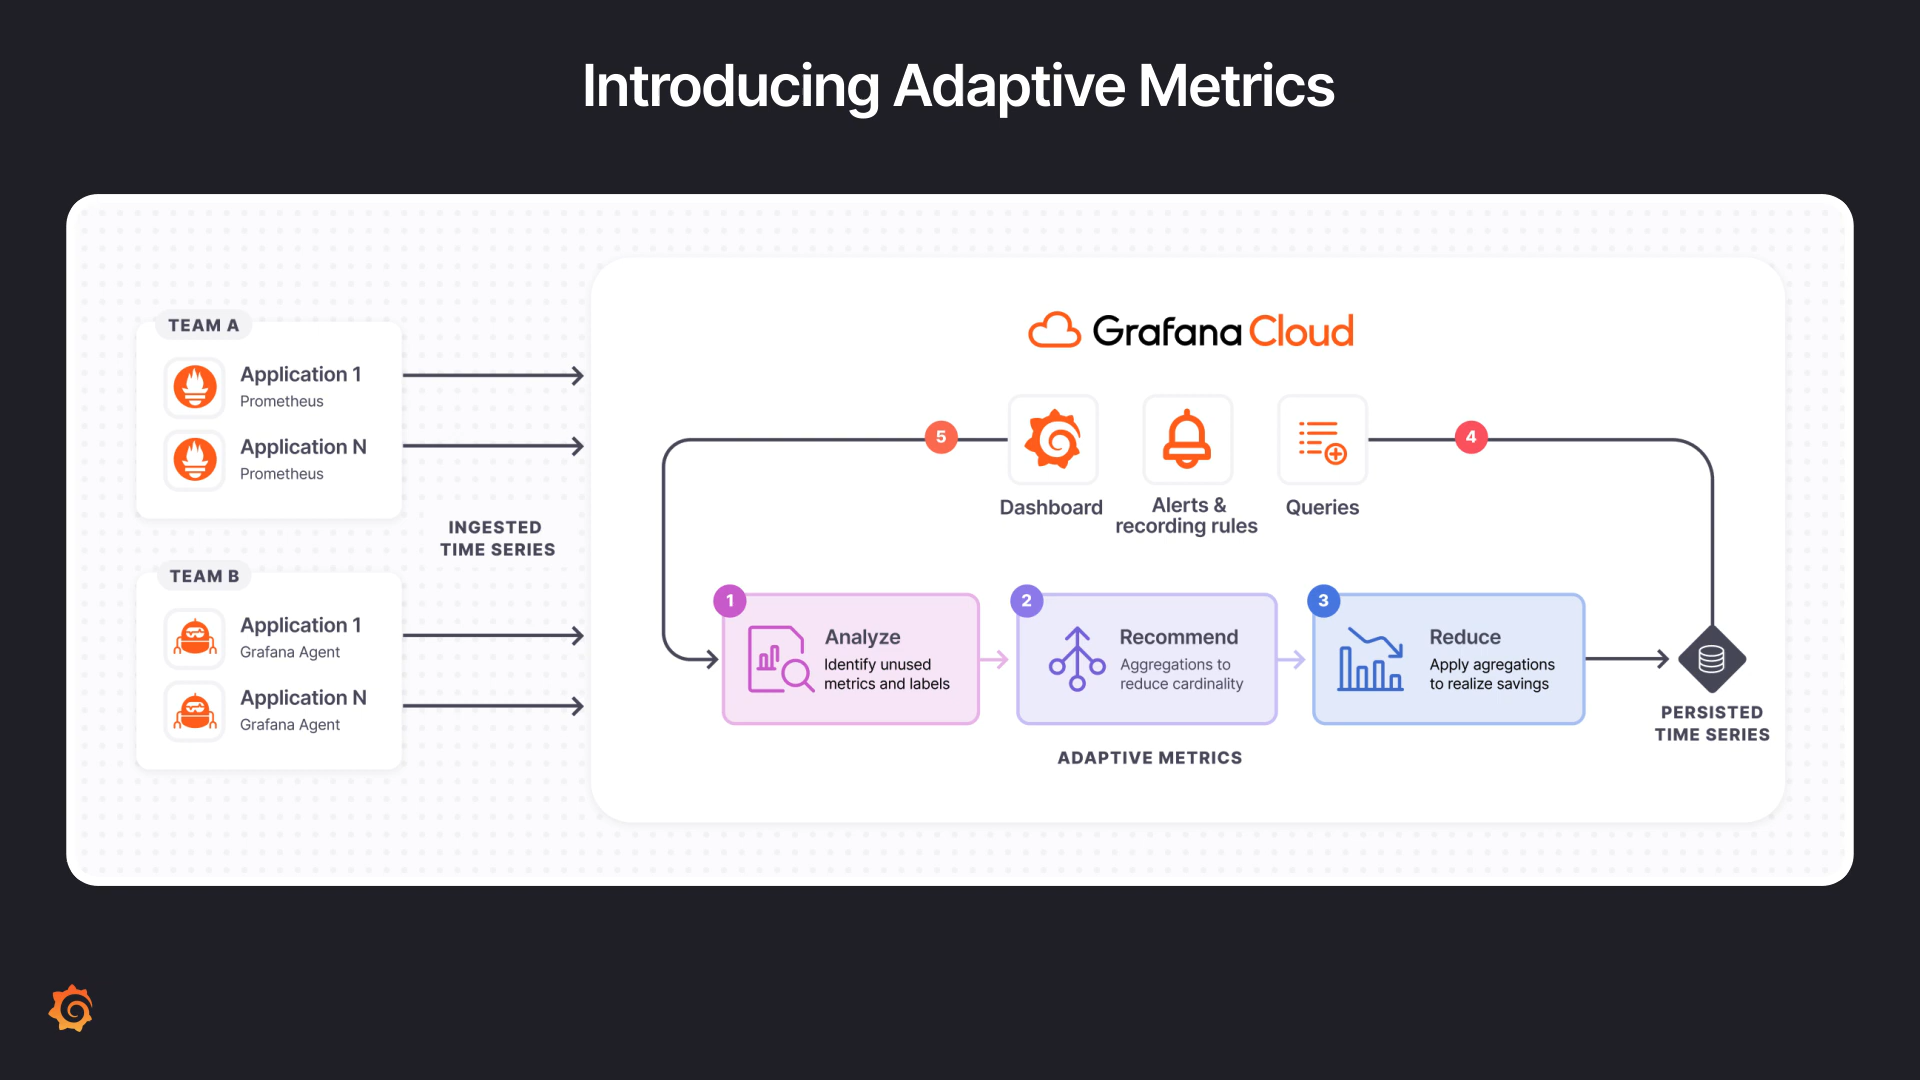 Introducing Adaptive Metrics
TEAM A
Application 1
Prometheus
Application N
Prometheus
INGESTED
TIME SERIES
TEAM B
Application 1
Grafana Agent
Application N
Grafana Agent
Grafana Cloud
5
4
Dashboard
Alerts &
recording rules
Queries
1
Analyze
Identify unused
metrics and labels
2
Recommend
Aggregations to
reduce cardinality
3
Reduce
Apply agregations
to realize savings
PERSISTED
TIME SERIES
ADAPTIVE METRICS